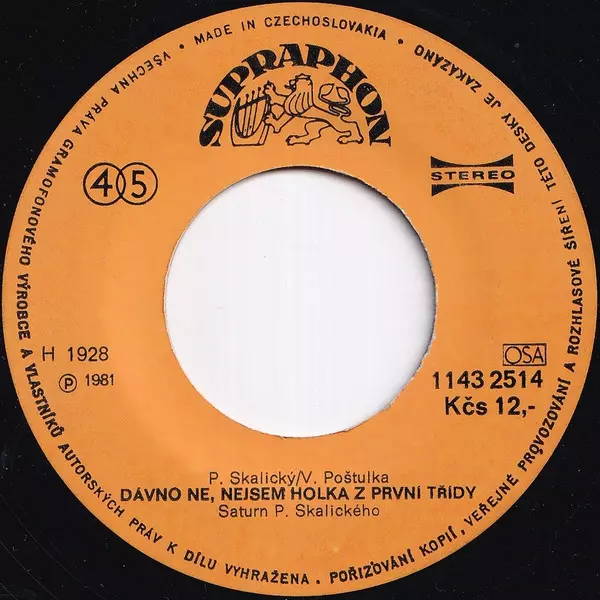 VŠECHNA PRÁVA GRAMOFONOVÉHO VÝROBCE A VLASTNÍKŮ AUTORSKÝCH PRÁV K DÍLU VYHRAŽENA . POŘIZOVÁNÍ KOPIÍ, VEŘEJNÉ PROVOZOVÁNÍ A ROZHLASOVÉ ŠÍŘENÍ TÉTO DESKY JE ZAKÁZÁNO
• MADE IN CZECHOSLOVAKIA •
SUPRAPHON
45
STEREO
H 1928
P 1981
OSA
1143 2514
Kčs 12,-
P. Skalický/V. Poštulka
DÁVNO NE, NEJSEM HOLKA Z PRVNÍ TŘÍDY
Saturn P. Skalického